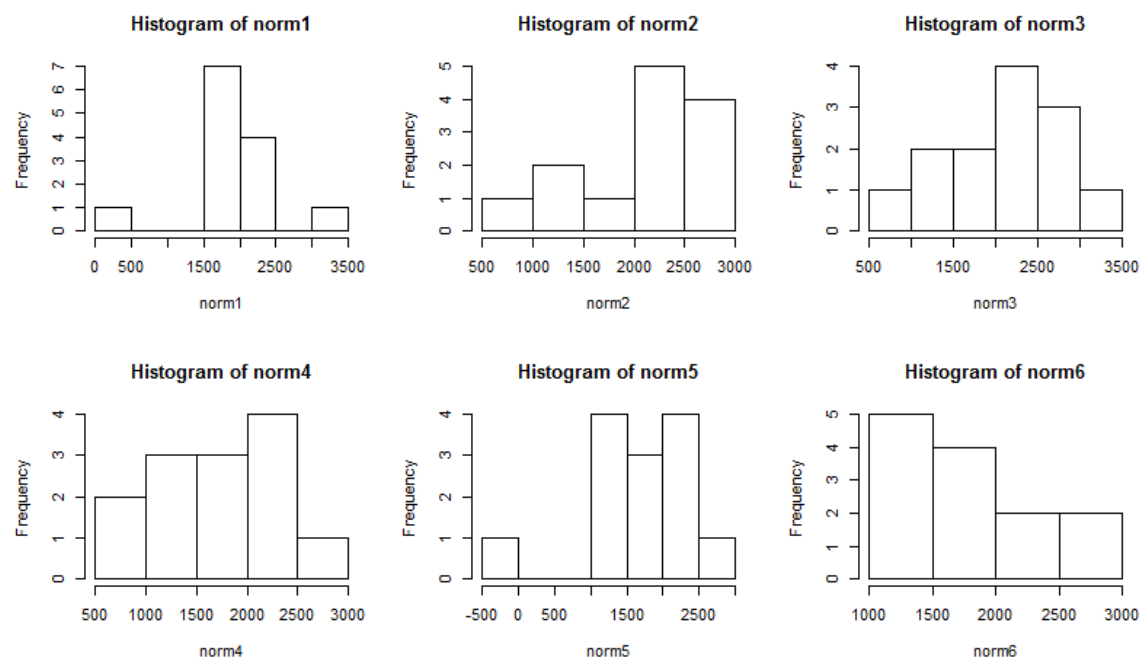 Histogram of norm1
Frequency
7
6
5
4
3
2
1
0
0 500 1500 2500 3500
norm1
Histogram of norm2
Frequency
5
4
3
2
1
0
500 1000 1500 2000 2500 3000
norm2
Histogram of norm3
Frequency
4
3
2
1
0
500 1500 2500 3500
norm3
Histogram of norm4
Frequency
4
3
2
1
0
500 1000 1500 2000 2500 3000
norm4
Histogram of norm5
Frequency
4
3
2
1
0
-500 0 500 1500 2500
norm5
Histogram of norm6
Frequency
5
4
3
2
1
0
1000 1500 2000 2500 3000
norm6